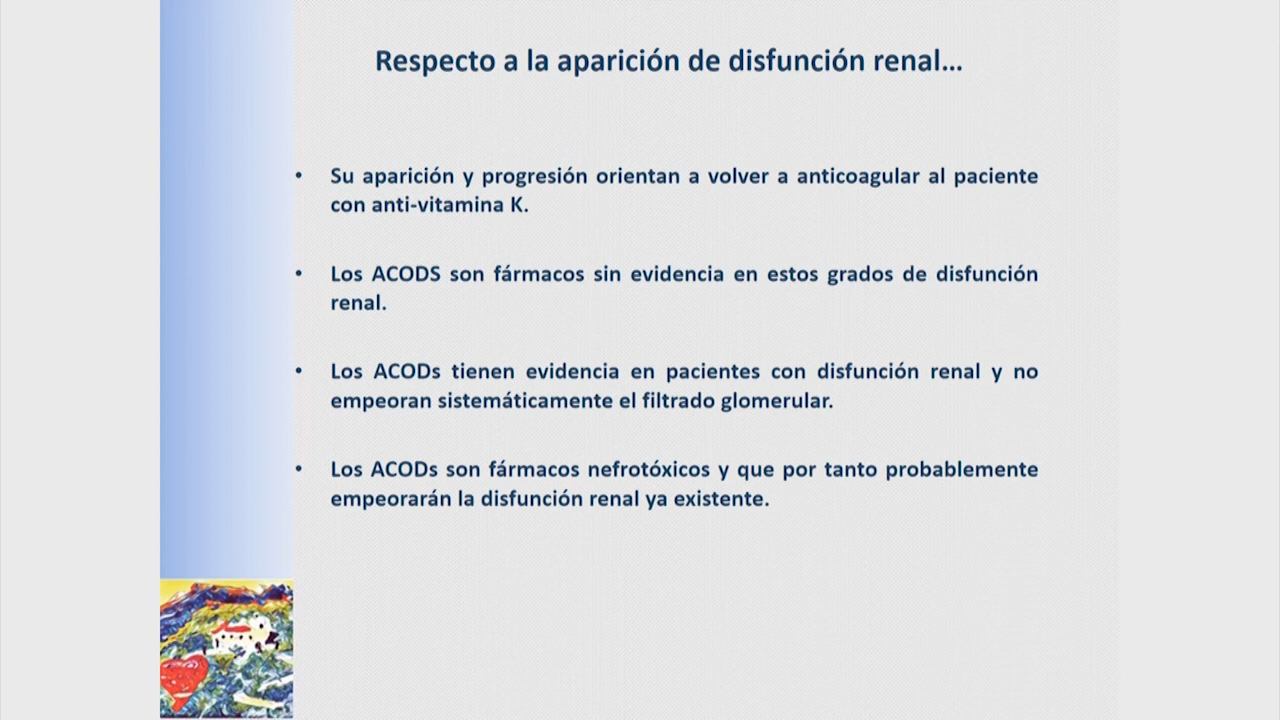 Respecto a la aparición de disfunción renal...
• Su aparición y progresión orientan a volver a anticoagular al paciente
con anti-vitamina K.
• Los ACODS son fármacos sin evidencia en estos grados de disfunción
renal.
• Los ACODs tienen evidencia en pacientes con disfunción renal y no
empeoran sistemáticamente el filtrado glomerular.
• Los ACODs son fármacos nefrotóxicos y que por tanto probablemente
empeorarán la disfunción renal ya existente.